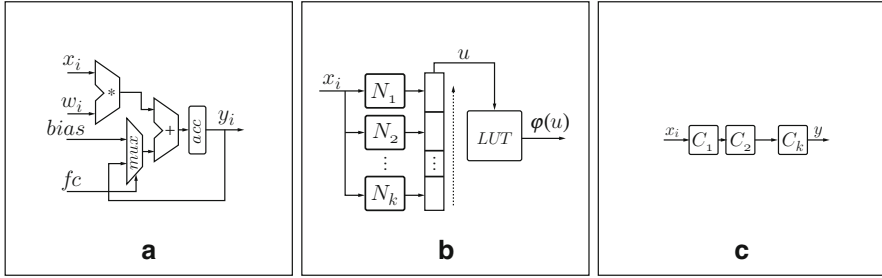 x_i
*
w_i
bias
mux
+
acc
y_i
fc
a
u
x_i
N_1
N_2
⋮
⋮
N_k
LUT
φ(u)
b
x_i
C_1
C_2
C_k
y
c